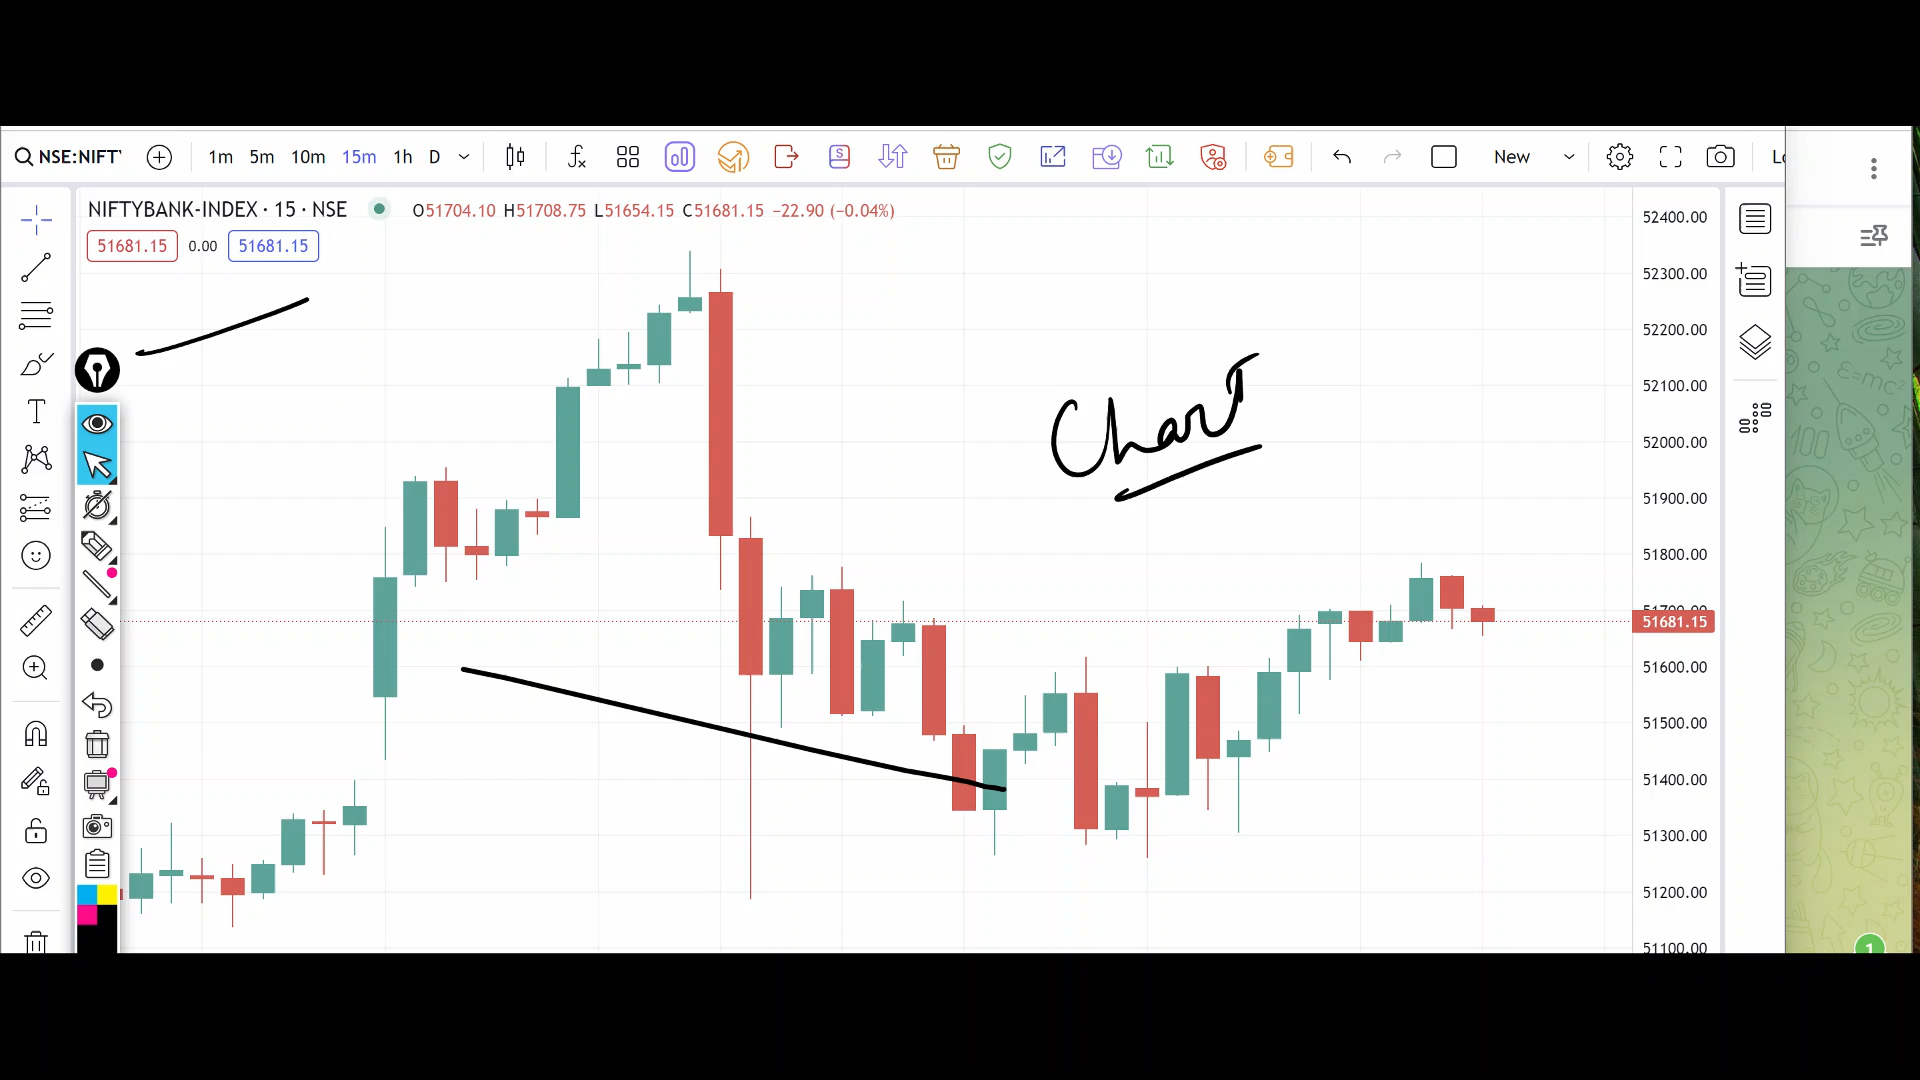 NSE:NIFT
1m 5m 10m 15m 1h D
New
NIFTYBANK-INDEX · 15 · NSE
O51704.10 H51708.75 L51654.15 C51681.15 −22.90 (−0.04%)
51681.15 0.00 51681.15
Chart
52400.00
52300.00
52200.00
52100.00
52000.00
51900.00
51800.00
51700.00
51681.15
51600.00
51500.00
51400.00
51300.00
51200.00
51100.00
1